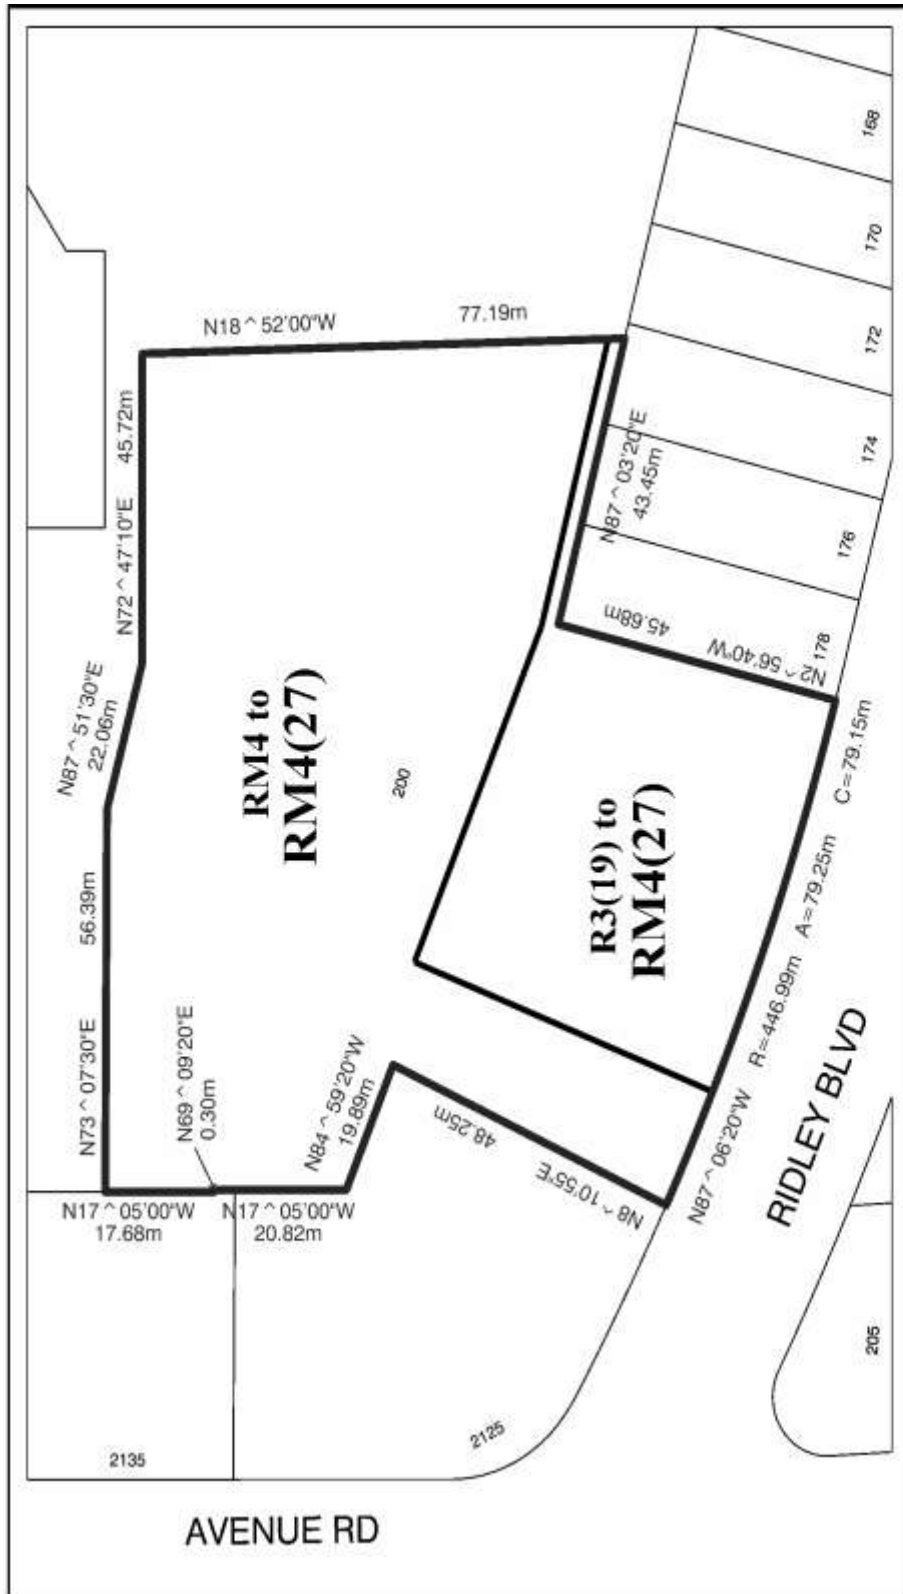 168
170
172
174
176
178
N18^52'00"W 77.19m
N72^47'10"E 45.72m
N87^03'20"E
43.45m
45.68m
N2^56'40"W
N87^51'30"E
22.06m
RM4 to
RM4(27)
200
R3(19) to
RM4(27)
N87^06'20"W R=446.99m A=79.25m C=79.15m
N73^07'30"E 56.39m
N69^09'20"E
0.30m
N84^59'20"W
19.89m
48.25m
N8^10'55"E
N17^05'00"W
17.68m
N17^05'00"W
20.82m
RIDLEY BLVD
205
2135
2125
AVENUE RD